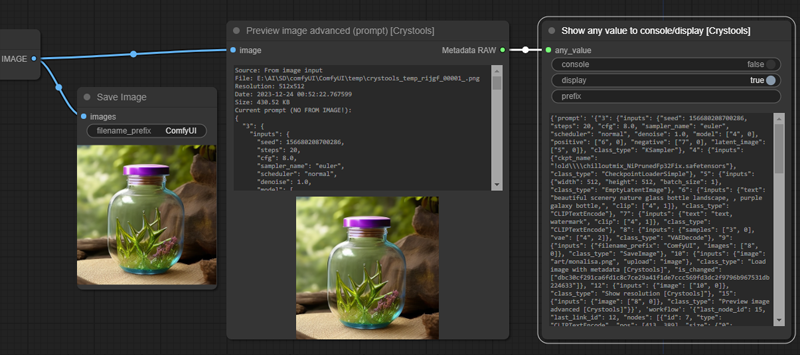 IMAGE
Save Image
images
filename_prefix ComfyUI
Preview image advanced (prompt) [Crystools]
image
Metadata RAW
Source: From image input
File: E:\AI\SD\comfyUI\ComfyUI\temp\crystools_temp_rijgf_00001_.png
Resolution: 512x512
Date: 2023-12-24 00:52:22.767599
Size: 430.52 KB
Current prompt (NO FROM IMAGE!):
{
"3": {
"inputs": {
"seed": 156680208700286,
"steps": 20,
"cfg": 8.0,
"sampler_name": "euler",
"scheduler": "normal",
"denoise": 1.0,
"model": [
Show any value to console/display [Crystools]
any_value
console false
display true
prefix
{'prompt': '{"3": {"inputs": {"seed": 156680208700286,
"steps": 20, "cfg": 8.0, "sampler_name": "euler",
"scheduler": "normal", "denoise": 1.0, "model": ["4", 0],
"positive": ["6", 0], "negative": ["7", 0], "latent_image":
["5", 0]}, "class_type": "KSampler"}, "4": {"inputs":
{"ckpt_name":
"!old\\\\chilloutmix_NiPrunedFp32Fix.safetensors"},
"class_type": "CheckpointLoaderSimple"}, "5": {"inputs":
{"width": 512, "height": 512, "batch_size": 1},
"class_type": "EmptyLatentImage"}, "6": {"inputs": {"text":
"beautiful scenery nature glass bottle landscape, , purple
galaxy bottle,", "clip": ["4", 1]}, "class_type":
"CLIPTextEncode"}, "7": {"inputs": {"text": "text,
watermark", "clip": ["4", 1]}, "class_type":
"CLIPTextEncode"}, "8": {"inputs": {"samples": ["3", 0],
"vae": ["4", 2]}, "class_type": "VAEDecode"}, "9":
{"inputs": {"filename_prefix": "ComfyUI", "images": ["8",
0]}, "class_type": "SaveImage"}, "10": {"inputs": {"image":
"art/monalisa.png", "upload": "image"}, "class_type": "Load
image with metadata [Crystools]", "is_changed":
224633"]}, "12": {"inputs": {"image": ["10", 0]},
"class_type": "Show resolution [Crystools]"}, "15":
{"inputs": {"image": ["8", 0]}, "class_type": "Preview image
advanced [Crystools]"}}', 'workflow': '{"last_node_id": 15,
"last_link_id": 12, "nodes": [{"id": 7, "type":
"CLIPTextEncode", "pos": [413, 389], "size": {"0":